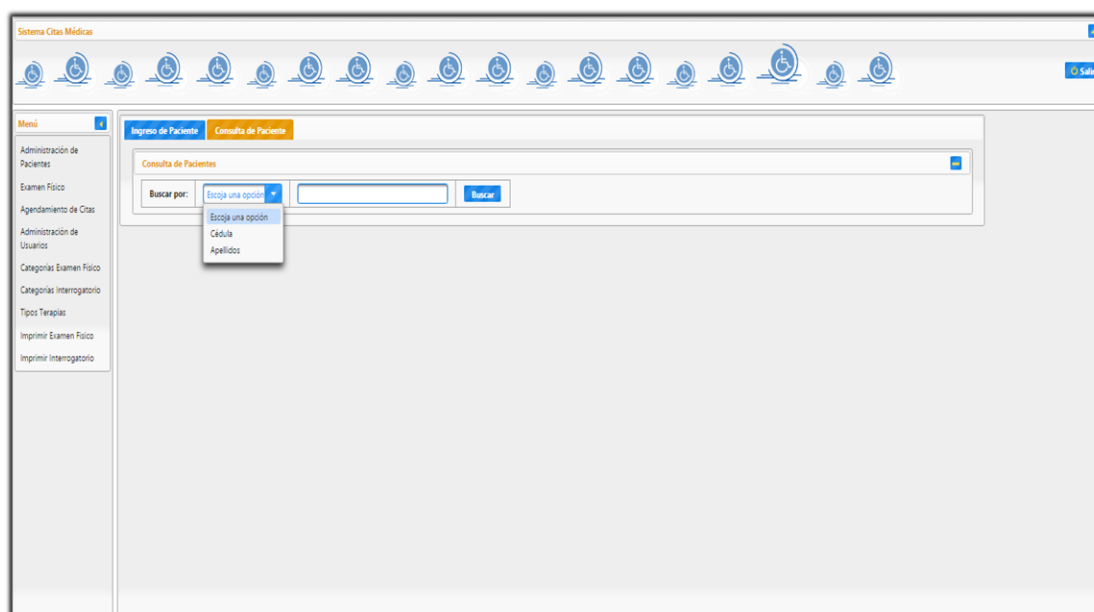 Sistema Citas Médicas
Menú
Administración de
Pacientes
Examen Físico
Agendamiento de Citas
Administración de
Usuarios
Categorías Examen Físico
Categorías Interrogatorio
Tipos Terapias
Imprimir Examen Físico
Imprimir Interrogatorio
Ingreso de Paciente
Consulta de Paciente
Consulta de Pacientes
Buscar por:
Escoja una opción
Buscar
Escoja una opción
Cédula
Apellidos